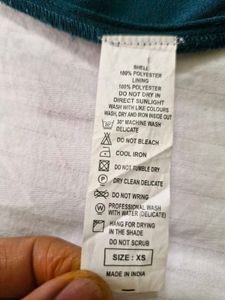 SHELL
100% POLYESTER
LINING
100% POLYESTER
DO NOT DRY IN
DIRECT SUNLIGHT
WASH WITH LIKE COLOURS
WASH, DRY AND IRON INSIDE OUT
30° MACHINE WASH
DELICATE
DO NOT BLEACH
COOL IRON
DO NOT TUMBLE DRY
DRY CLEAN DELICATE
DO NOT WRING
PROFESSIONAL WASH
WITH WATER (DELICATE)
HANG FOR DRYING
IN THE SHADE
DO NOT SCRUB
SIZE : XS
MADE IN INDIA